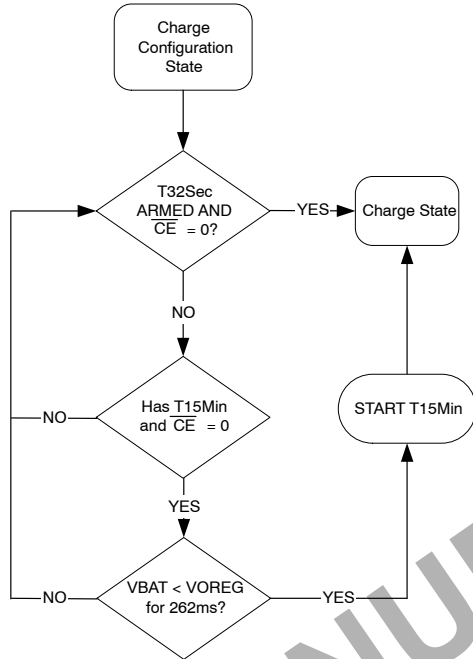 Charge
Configuration
State
T32Sec
ARMED AND
CE = 0?
YES
Charge State
NO
Has T15Min
and CE = 0
NO
START T15Min
YES
VBAT < VOREG
for 262ms?
NO
YES
NU